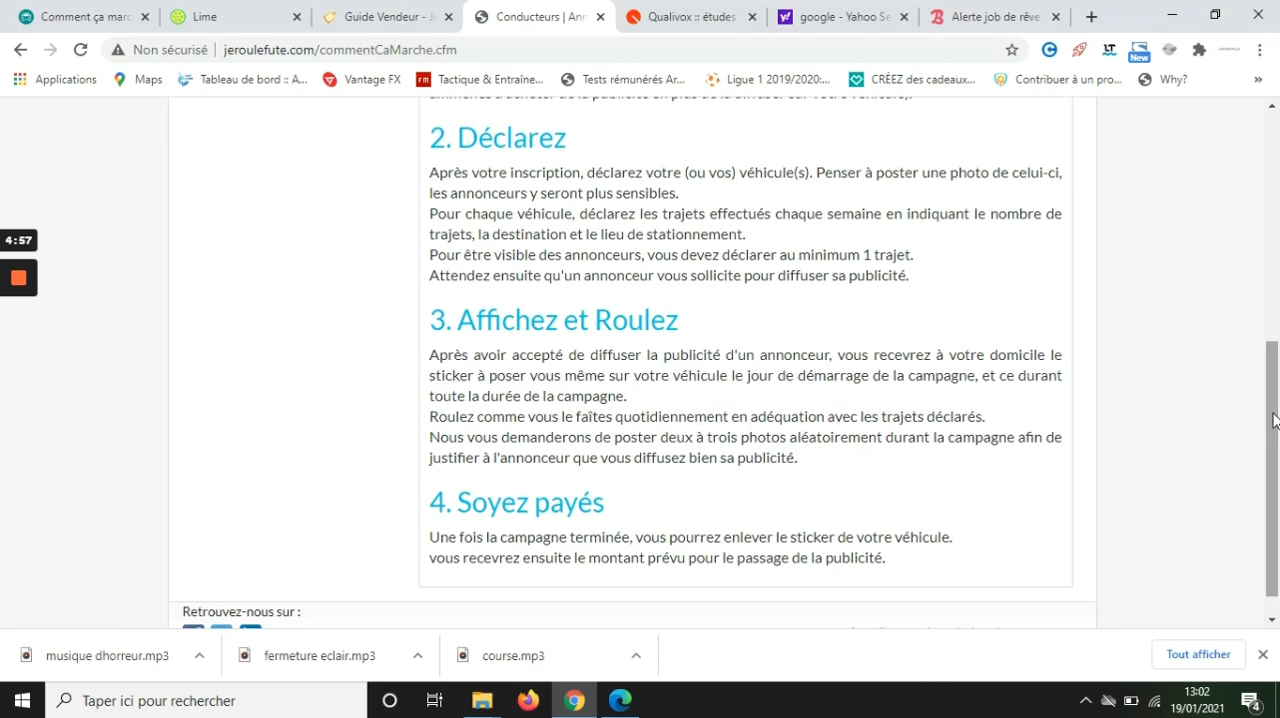 Comment ça marc
Lime
Guide Vendeur - J
Conducteurs | Ann
Qualivox :: études
google - Yahoo Se
Alerte job de rêve
Non sécurisé
jeroulefute.com/commentCaMarche.cfm
New
Applications
Maps
Tableau de bord :: A...
Vantage FX
Tactique & Entraîne...
Tests rémunérés Ar...
Ligue 1 2019/2020:...
CRÉEZ des cadeaux...
Contribuer à un pro...
Why?
2. Déclarez
Après votre inscription, déclarez votre (ou vos) véhicule(s). Penser à poster une photo de celui-ci,
les annonceurs y seront plus sensibles.
Pour chaque véhicule, déclarez les trajets effectués chaque semaine en indiquant le nombre de
trajets, la destination et le lieu de stationnement.
Pour être visible des annonceurs, vous devez déclarer au minimum 1 trajet.
Attendez ensuite qu'un annonceur vous sollicite pour diffuser sa publicité.
4:57
3. Affichez et Roulez
Après avoir accepté de diffuser la publicité d'un annonceur, vous recevrez à votre domicile le
sticker à poser vous même sur votre véhicule le jour de démarrage de la campagne, et ce durant
toute la durée de la campagne.
Roulez comme vous le faîtes quotidiennement en adéquation avec les trajets déclarés.
Nous vous demanderons de poster deux à trois photos aléatoirement durant la campagne afin de
justifier à l'annonceur que vous diffusez bien sa publicité.
4. Soyez payés
Une fois la campagne terminée, vous pourrez enlever le sticker de votre véhicule.
vous recevrez ensuite le montant prévu pour le passage de la publicité.
Retrouvez-nous sur :
musique dhorreur.mp3
fermeture eclair.mp3
course.mp3
Tout afficher
Taper ici pour rechercher
13:02
19/01/2021
4